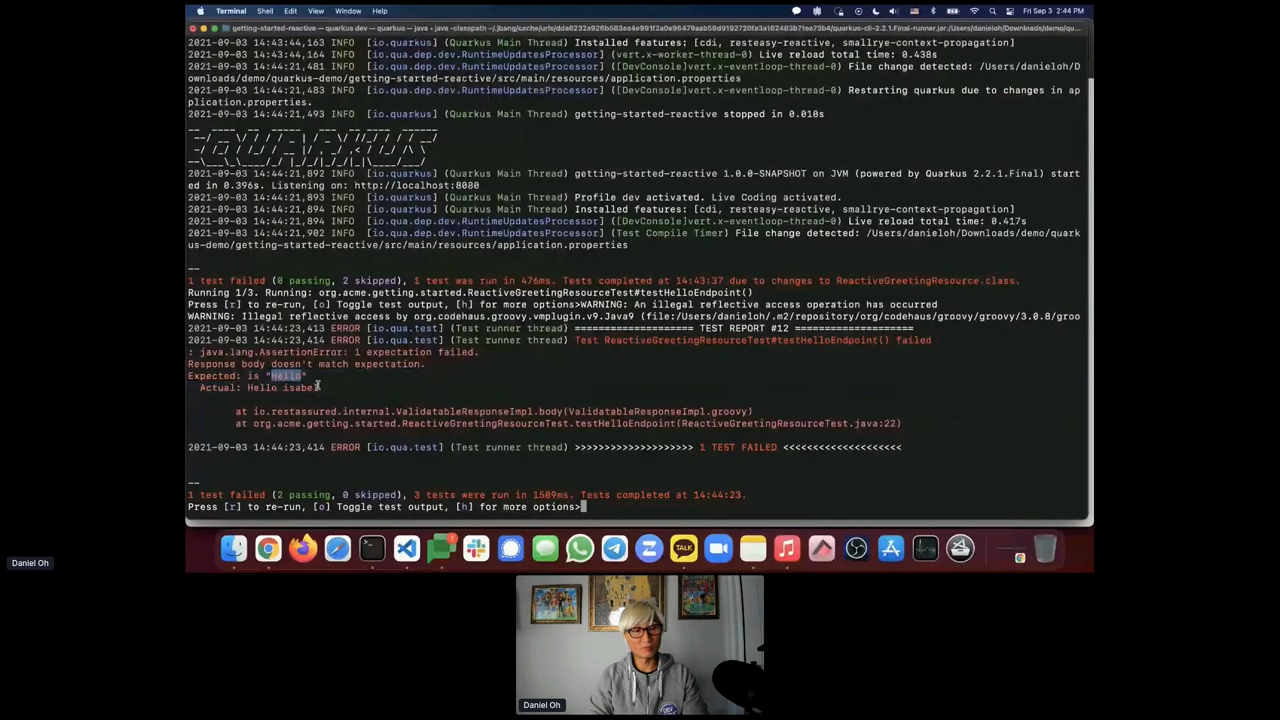 Terminal Shell Edit View Window Help Fri Sep 3 2:44 PM
2021-09-03 14:43:44,163 INFO [io.quarkus] (Quarkus Main Thread) Installed features: [cdi, resteasy-reactive, smallrye-context-propagation]
2021-09-03 14:43:44,164 INFO [io.qua.dep.dev.RuntimeUpdatesProcessor] (vert.x-worker-thread-0) Live reload total time: 0.438s
2021-09-03 14:44:21,481 INFO [io.qua.dep.dev.RuntimeUpdatesProcessor] ([DevConsole]vert.x-eventloop-thread-0) File change detected: /Users/danieloh/D
ownloads/demo/quarkus-demo/getting-started-reactive/src/main/resources/application.properties
2021-09-03 14:44:21,483 INFO [io.qua.dep.dev.RuntimeUpdatesProcessor] ([DevConsole]vert.x-eventloop-thread-0) Restarting quarkus due to changes in ap
plication.properties.
2021-09-03 14:44:21,493 INFO [io.quarkus] (Quarkus Main Thread) getting-started-reactive stopped in 0.010s
QUARKUS
2021-09-03 14:44:21,892 INFO [io.quarkus] (Quarkus Main Thread) getting-started-reactive 1.0.0-SNAPSHOT on JVM (powered by Quarkus 2.2.1.Final) start
ed in 0.396s. Listening on: http://localhost:8080
2021-09-03 14:44:21,893 INFO [io.quarkus] (Quarkus Main Thread) Profile dev activated. Live Coding activated.
2021-09-03 14:44:21,894 INFO [io.quarkus] (Quarkus Main Thread) Installed features: [cdi, resteasy-reactive, smallrye-context-propagation]
2021-09-03 14:44:21,894 INFO [io.qua.dep.dev.RuntimeUpdatesProcessor] ([DevConsole]vert.x-eventloop-thread-0) Live reload total time: 0.417s
2021-09-03 14:44:21,902 INFO [io.qua.dep.dev.RuntimeUpdatesProcessor] (Test Compile Timer) File change detected: /Users/danieloh/Downloads/demo/quark
us-demo/getting-started-reactive/src/main/resources/application.properties
--
1 test failed (0 passing, 2 skipped), 1 test was run in 476ms. Tests completed at 14:43:37 due to changes to ReactiveGreetingResource.class.
Running 1/3. Running: org.acme.getting.started.ReactiveGreetingResourceTest#testHelloEndpoint()
Press [r] to re-run, [o] Toggle test output, [h] for more options>WARNING: An illegal reflective access operation has occurred
WARNING: Illegal reflective access by org.codehaus.groovy.vmplugin.v9.Java9 (file:/Users/danieloh/.m2/repository/org/codehaus/groovy/groovy/3.0.8/groo
2021-09-03 14:44:23,413 ERROR [io.qua.test] (Test runner thread) ==================== TEST REPORT #12 ====================
2021-09-03 14:44:23,414 ERROR [io.qua.test] (Test runner thread) Test ReactiveGreetingResourceTest#testHelloEndpoint() failed
: java.lang.AssertionError: 1 expectation failed.
Response body doesn't match expectation.
Expected: is "Hello"
Actual: Hello isabel
at io.restassured.internal.ValidatableResponseImpl.body(ValidatableResponseImpl.groovy)
at org.acme.getting.started.ReactiveGreetingResourceTest.testHelloEndpoint(ReactiveGreetingResourceTest.java:22)
2021-09-03 14:44:23,414 ERROR [io.qua.test] (Test runner thread) >>>>>>>>>>>>>>>>>>>> 1 TEST FAILED <<<<<<<<<<<<<<<<<<<<
--
1 test failed (2 passing, 0 skipped), 3 tests were run in 1509ms. Tests completed at 14:44:23.
Press [r] to re-run, [o] Toggle test output, [h] for more options>
TALK
Daniel Oh
Daniel Oh